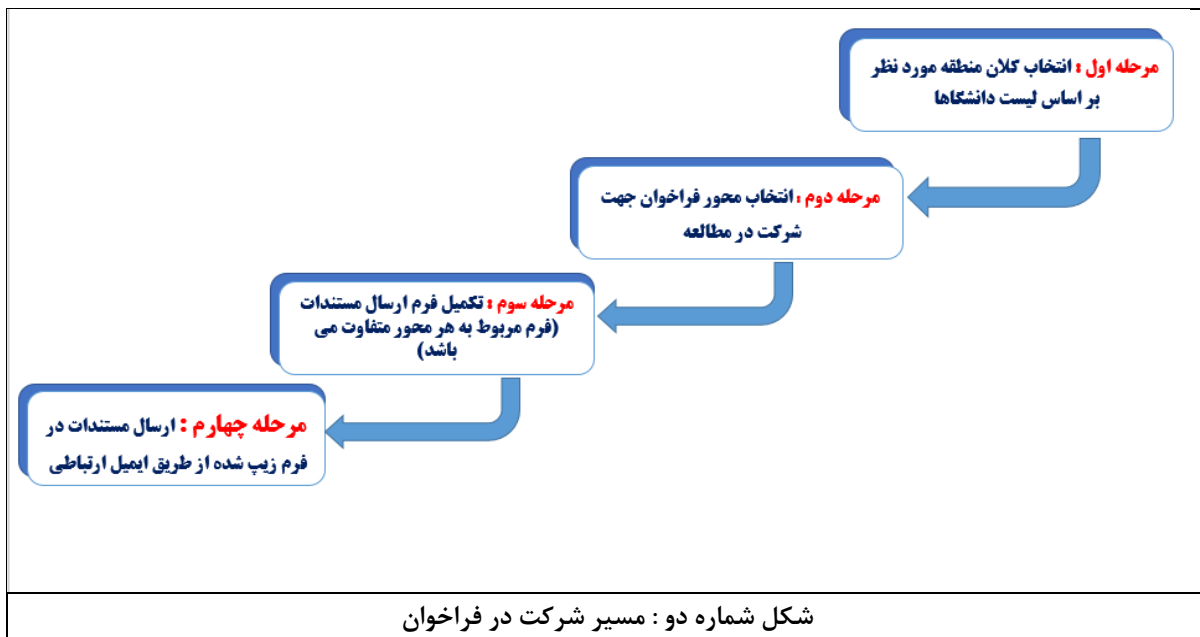 مرحله اول : انتخاب کلان منطقه مورد نظر
بر اساس لیست دانشگاها
مرحله دوم : انتخاب محور فراخوان جهت
شرکت در مطالعه
مرحله سوم : تکمیل فرم ارسال مستندات
(فرم مربوط به هر محور متفاوت می
باشد)
مرحله چهارم : ارسال مستندات در
فرم زیپ شده از طریق ایمیل ارتباطی
شکل شماره دو : مسیر شرکت در فراخوان